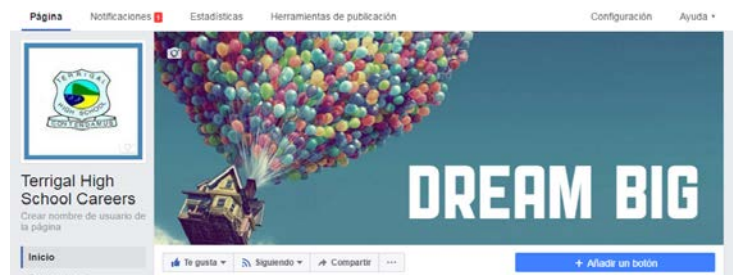 Página Notificaciones 1 Estadísticas Herramientas de publicación Configuración Ayuda
TERRIGAL
HIGH SCHOOL
CONTENDAMUS
DREAM BIG
Terrigal High
School Careers
Crear nombre de usuario de
la página
Inicio
Te gusta Siguiendo Compartir ··· + Añadir un botón